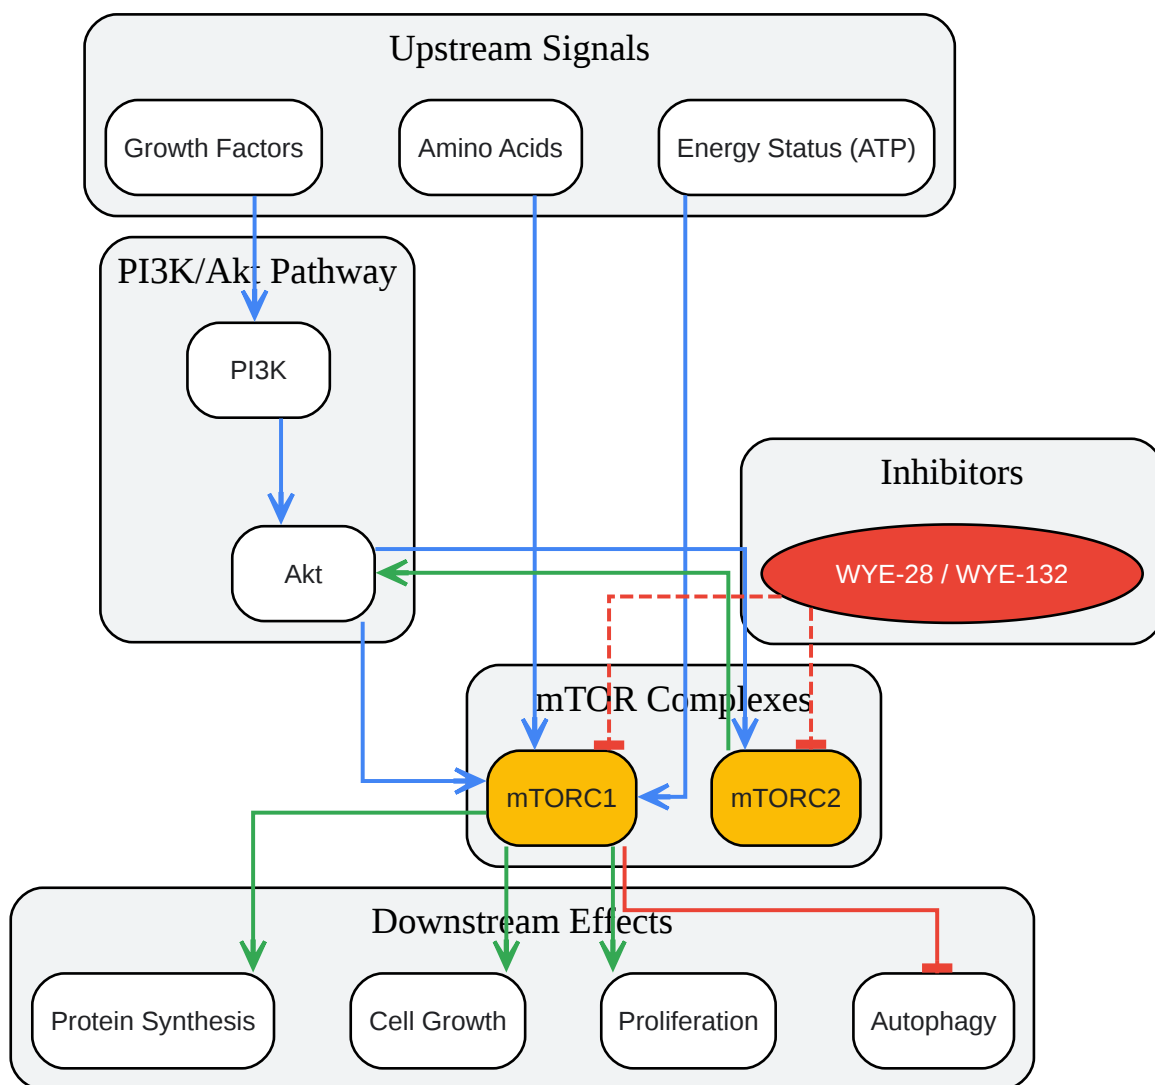 Upstream Signals
Growth Factors
Amino Acids
Energy Status (ATP)
PI3K/Akt Pathway
PI3K
Akt
Inhibitors
WYE-28 / WYE-132
mTOR Complexes
mTORC1
mTORC2
Downstream Effects
Protein Synthesis
Cell Growth
Proliferation
Autophagy